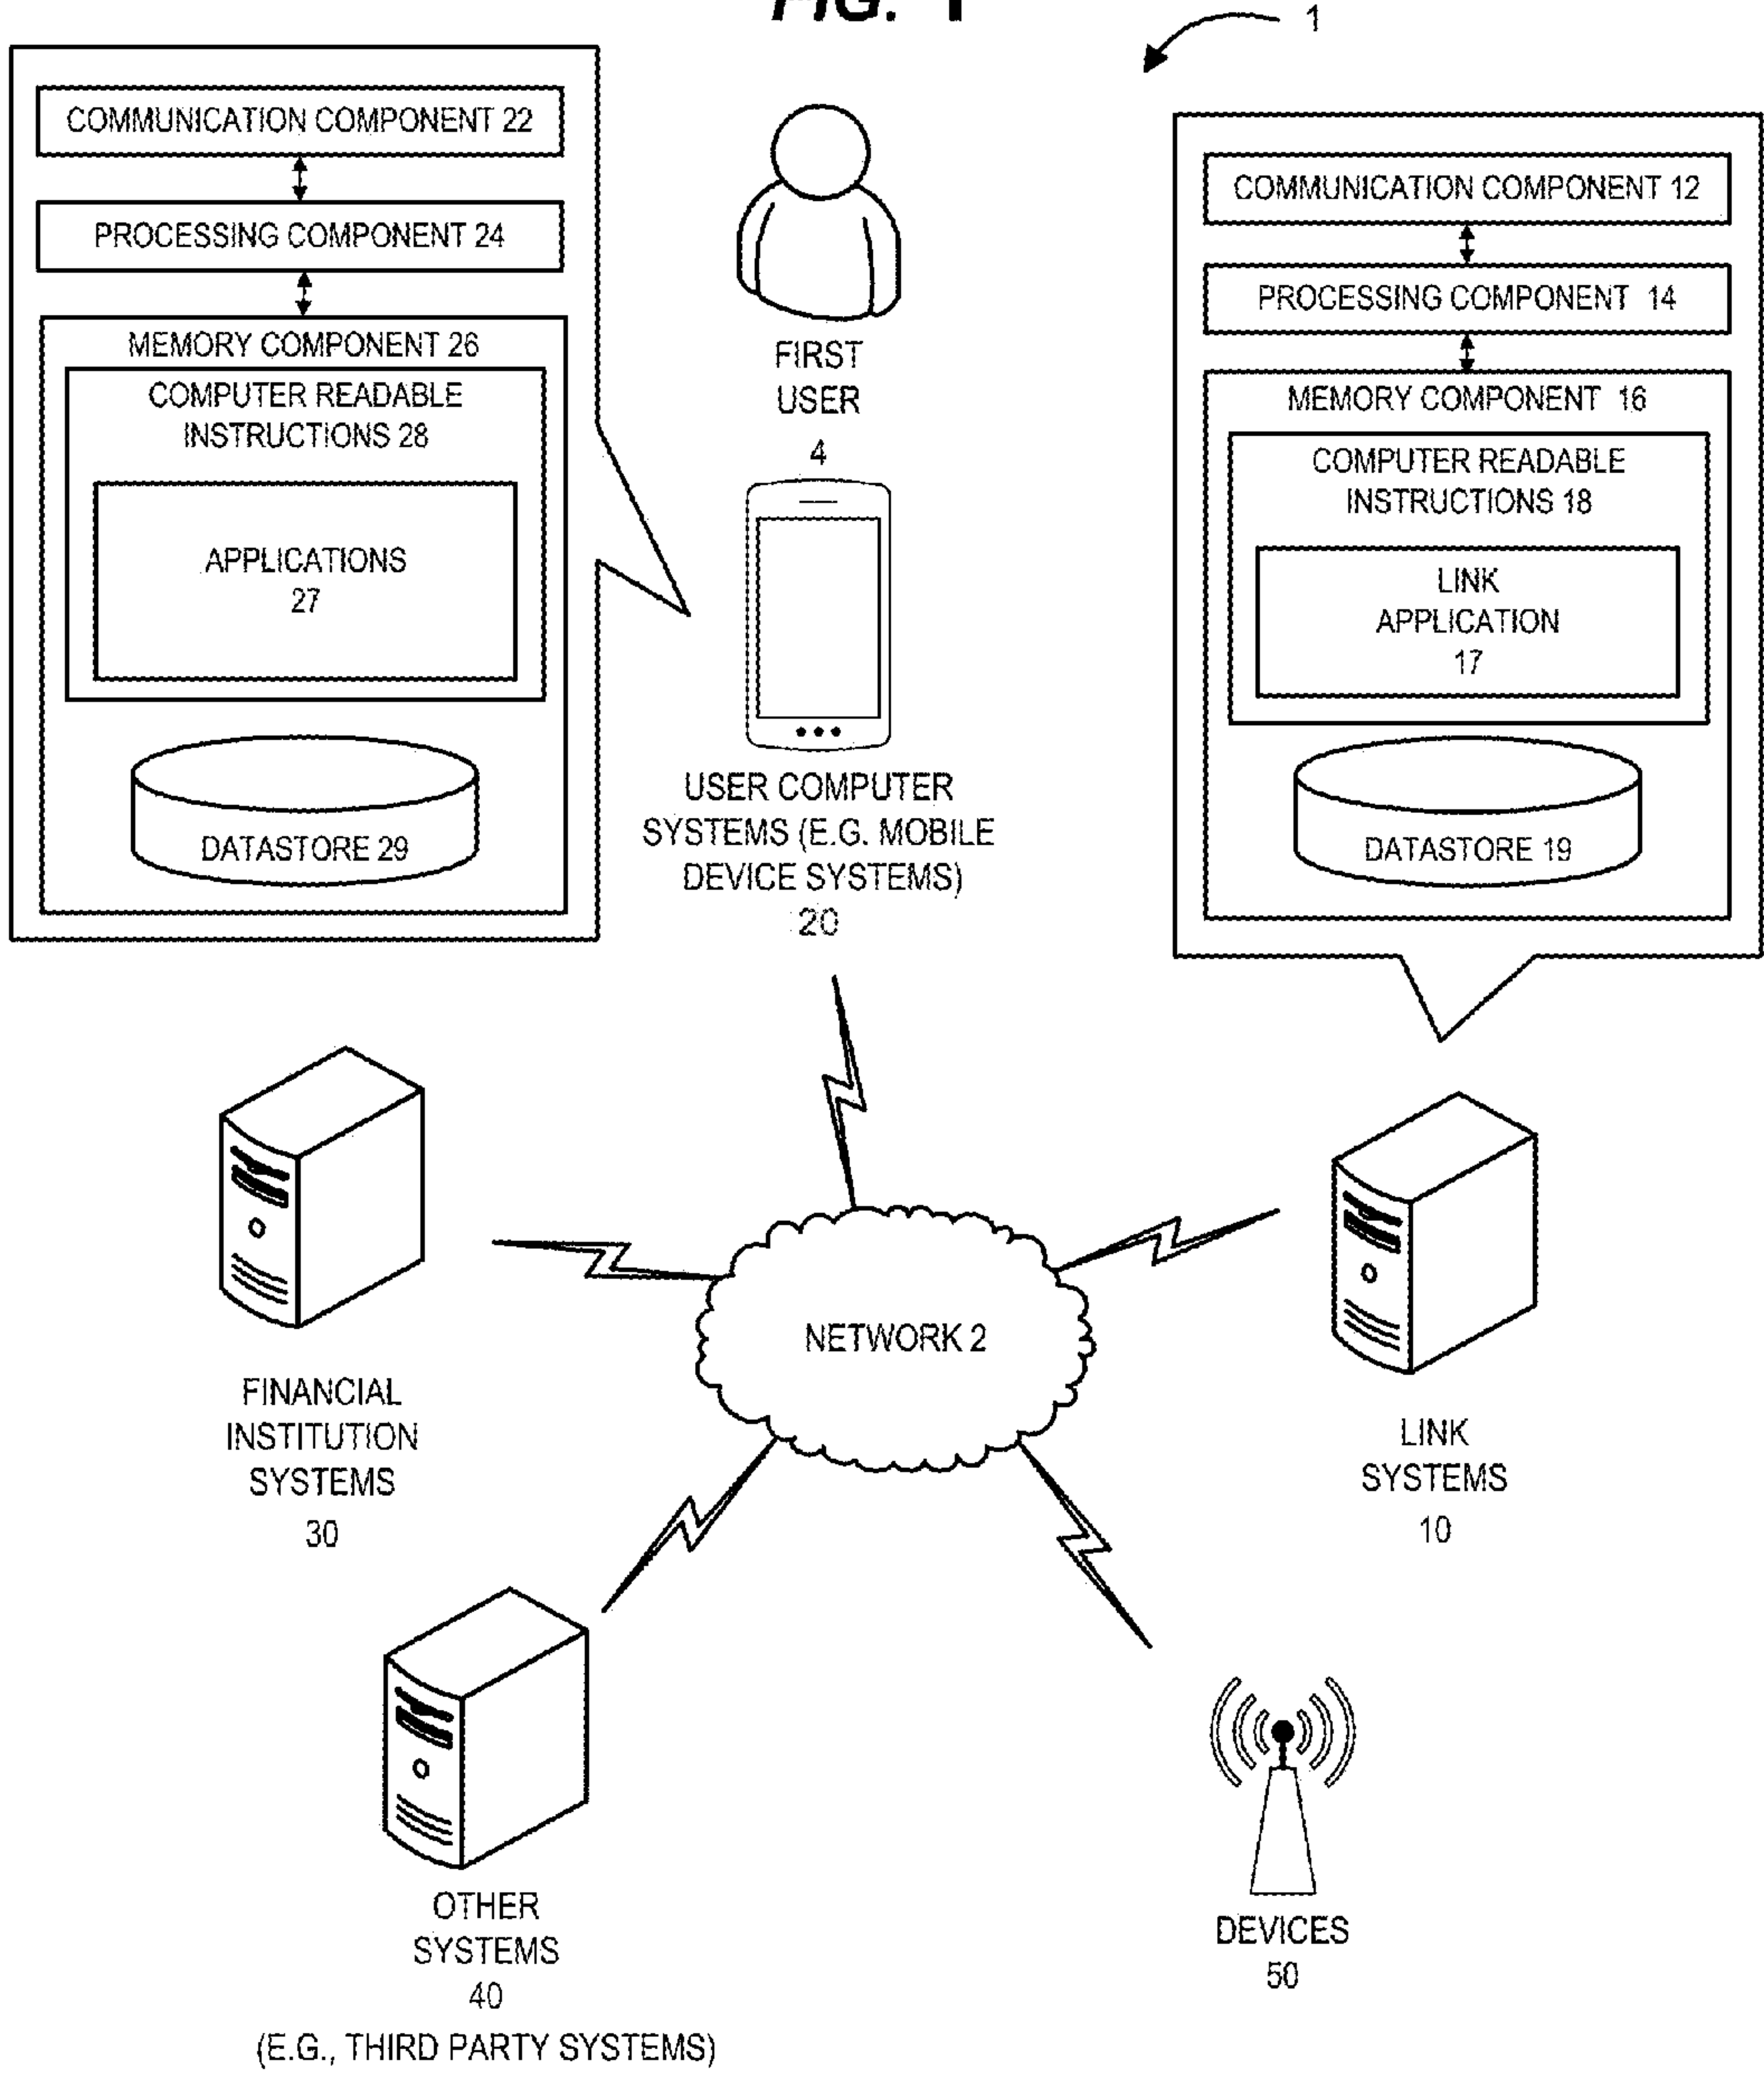 FIG. 1
1
COMMUNICATION COMPONENT 22
PROCESSING COMPONENT 24
MEMORY COMPONENT 26
COMPUTER READABLE
INSTRUCTIONS 28
APPLICATIONS
27
DATASTORE 29
FIRST
USER
4
USER COMPUTER
SYSTEMS (E.G. MOBILE
DEVICE SYSTEMS)
20
COMMUNICATION COMPONENT 12
PROCESSING COMPONENT 14
MEMORY COMPONENT 16
COMPUTER READABLE
INSTRUCTIONS 18
LINK
APPLICATION
17
DATASTORE 19
FINANCIAL
INSTITUTION
SYSTEMS
30
NETWORK 2
LINK
SYSTEMS
10
OTHER
SYSTEMS
40
(E.G., THIRD PARTY SYSTEMS)
DEVICES
50